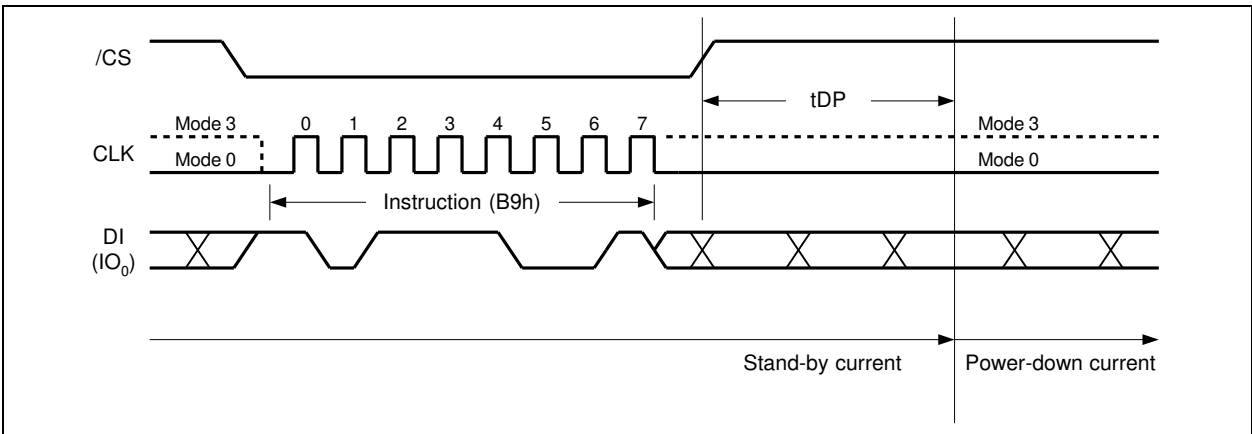 /CS
tDP
Mode 3 0 1 2 3 4 5 6 7 Mode 3
CLK
Mode 0 Mode 0
Instruction (B9h)
DI
(IO₀)
Stand-by current Power-down current